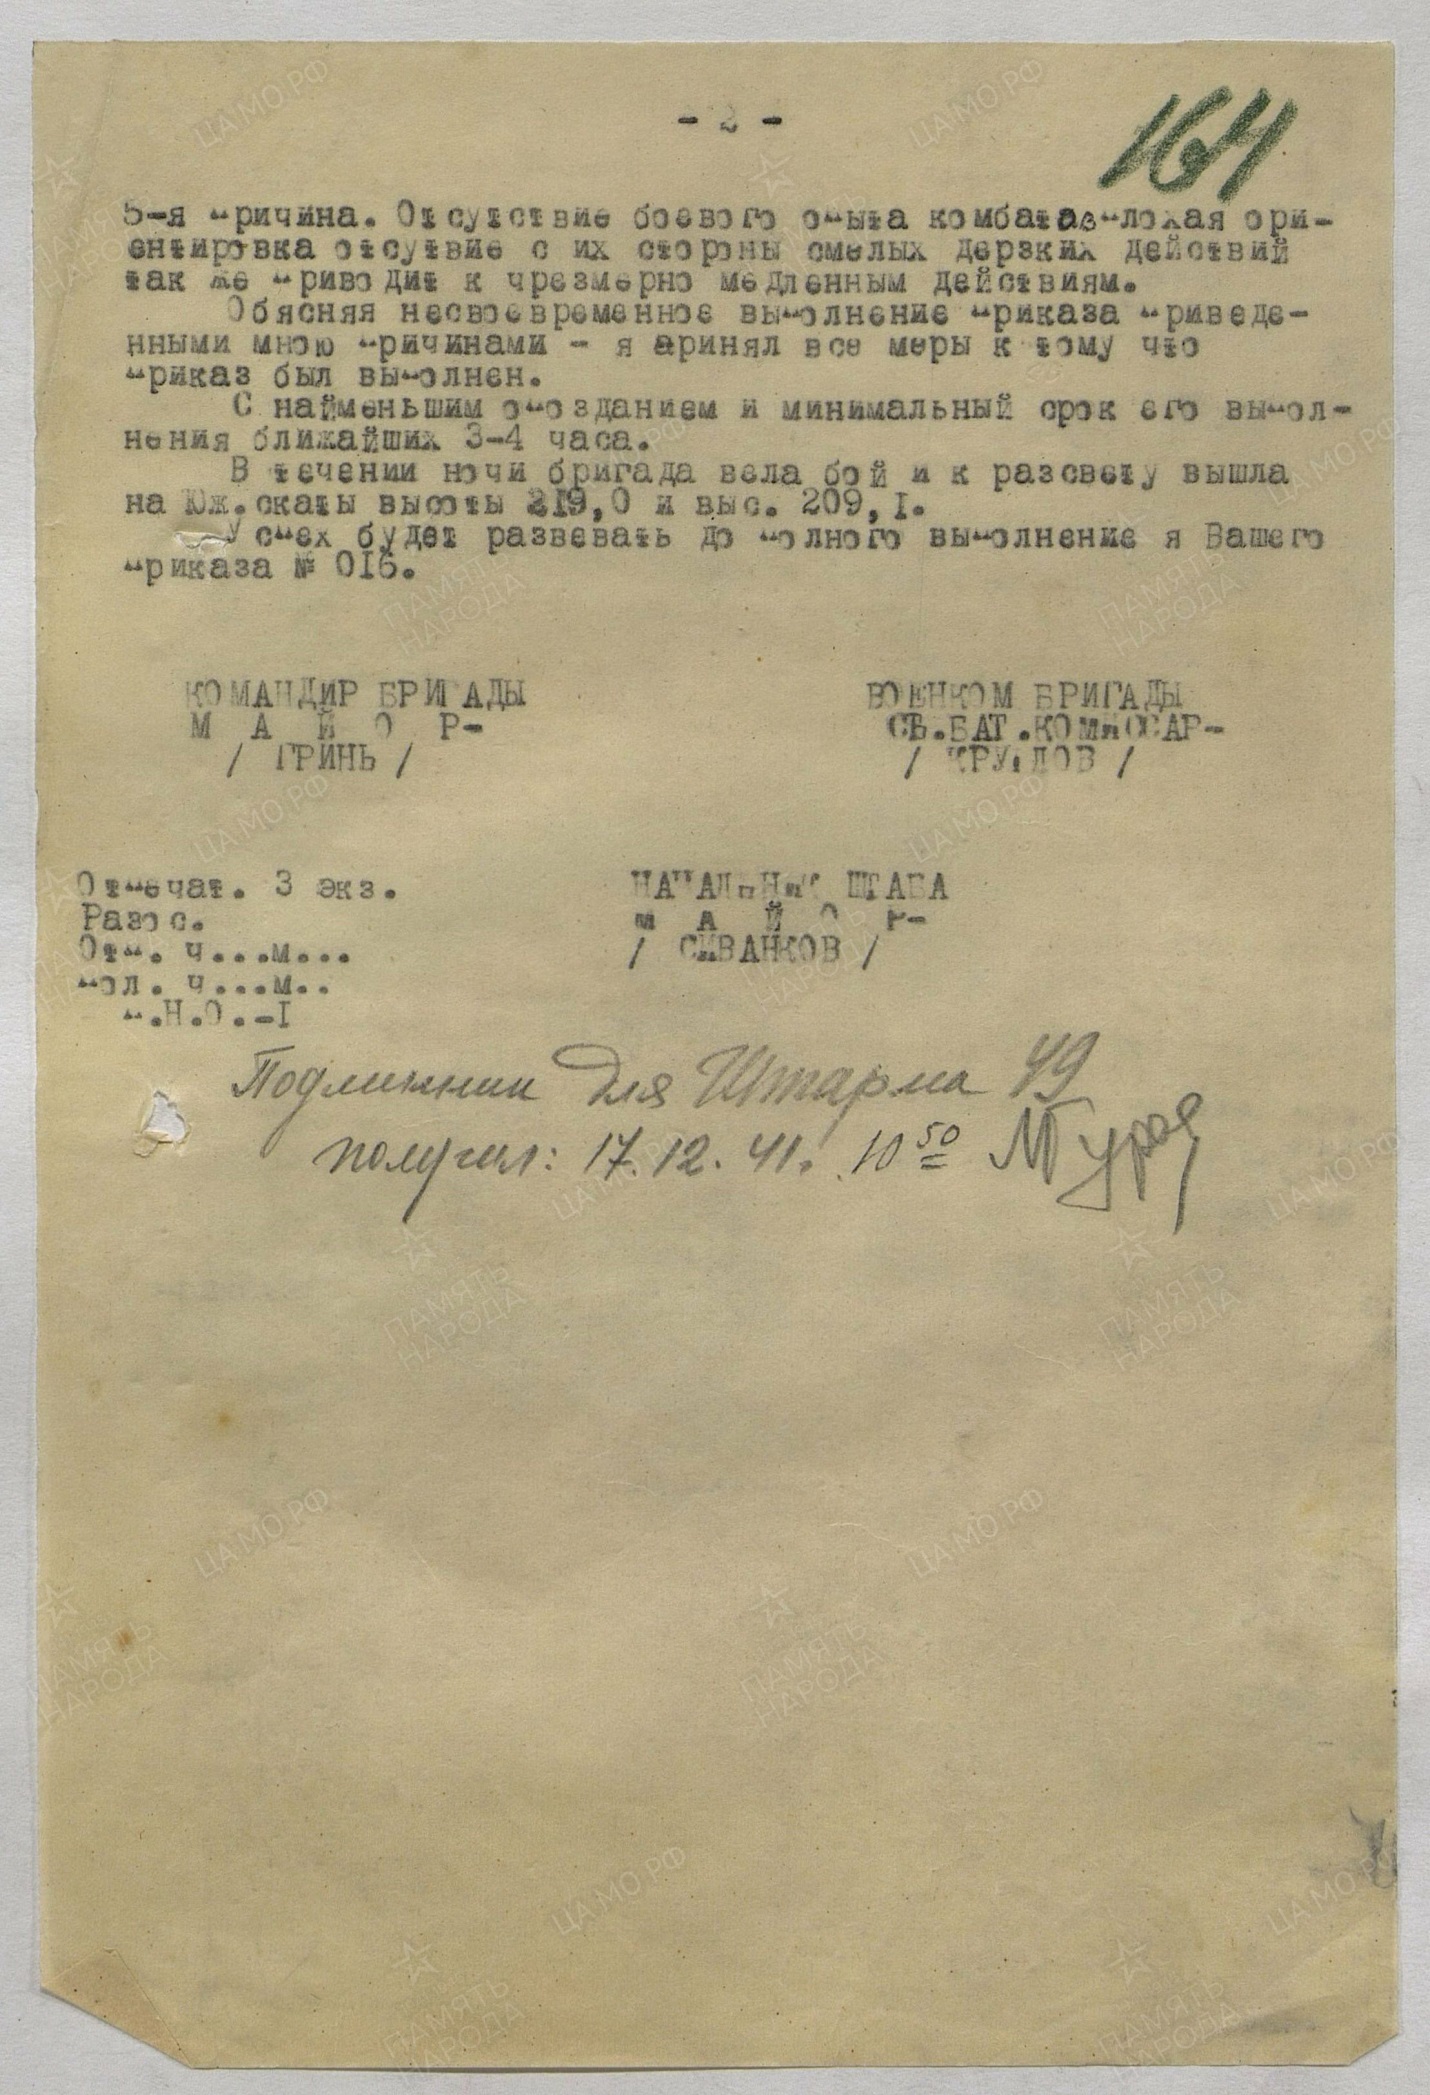 - 2 -
164
5-я причина. Отсутствие боевого опыта комбатов плохая ори-
ентировка отсутвие с их стороны смелых дерзких действий
так же приводит к чрезмерно медленным действиям.
Обясняя несвоевременное выполнение приказа приведе-
нными мною причинами - я принял все меры к тому что
приказ был выполнен.
С найменьшим опозданием и минимальный срок его выпол-
нения ближайших 3-4 часа.
В течении ночи бригада вела бой и к разсвету вышла
на Юж.скаты высоты 219,0 и выс. 209,I.
Успех будет развевать до полного выполнение я Вашего
приказа № 0I6.
КОМАНДИР БРИГАДЫ
М А Й О Р-
/ ГРИНЬ /
ВОЕНКОМ БРИГАДЫ
СТ.БАТ.КОМИССАР-
/ КРУГЛОВ /
Отпечат. 3 экз.
Разос.
Отп. ч...м...
пол. ч...м..
п.Н.О.-I
НАЧАЛЬНИК ШТАБА
М А Й О Р-
/ СИВАНКОВ /
Подлинник для Штарма 49
получил: 17.12.41. 10 50